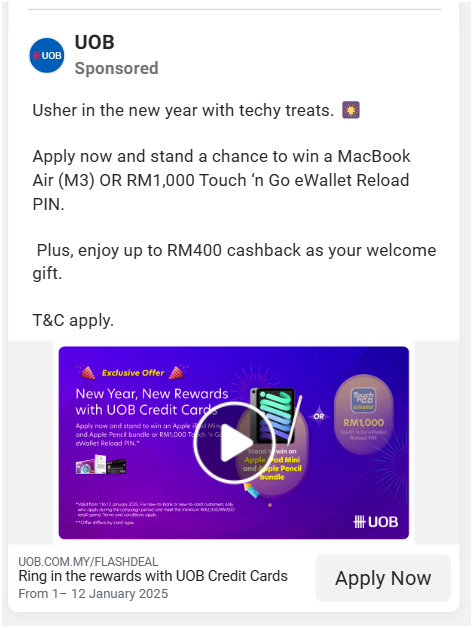 UOB
UOB
Sponsored
Usher in the new year with techy treats.
Apply now and stand a chance to win a MacBook
Air (M3) OR RM1,000 Touch ‘n Go eWallet Reload
PIN.
Plus, enjoy up to RM400 cashback as your welcome
gift.
T&C apply.
Exclusive Offer
New Year, New Rewards
with UOB Credit Cards
Apply now and stand to win an Apple iPad Mini
and Apple Pencil bundle or RM1,000 Touch 'n Go
eWallet Reload PIN.*
*Valid from 1 to 12 January 2025. For new-to-bank or new-to-card customers only,
who apply during the campaign period and meet the minimum
retail spend. Terms and conditions apply.
**Offer differs by card type.
Stand to win an
Apple iPad Mini
and Apple Pencil
bundle
OR
Touch
'n GO
eWallet
RM1,000
Touch 'n Go eWallet
Reload PIN
UOB
UOB.COM.MY/FLASHDEAL
Ring in the rewards with UOB Credit Cards
From 1– 12 January 2025
Apply Now